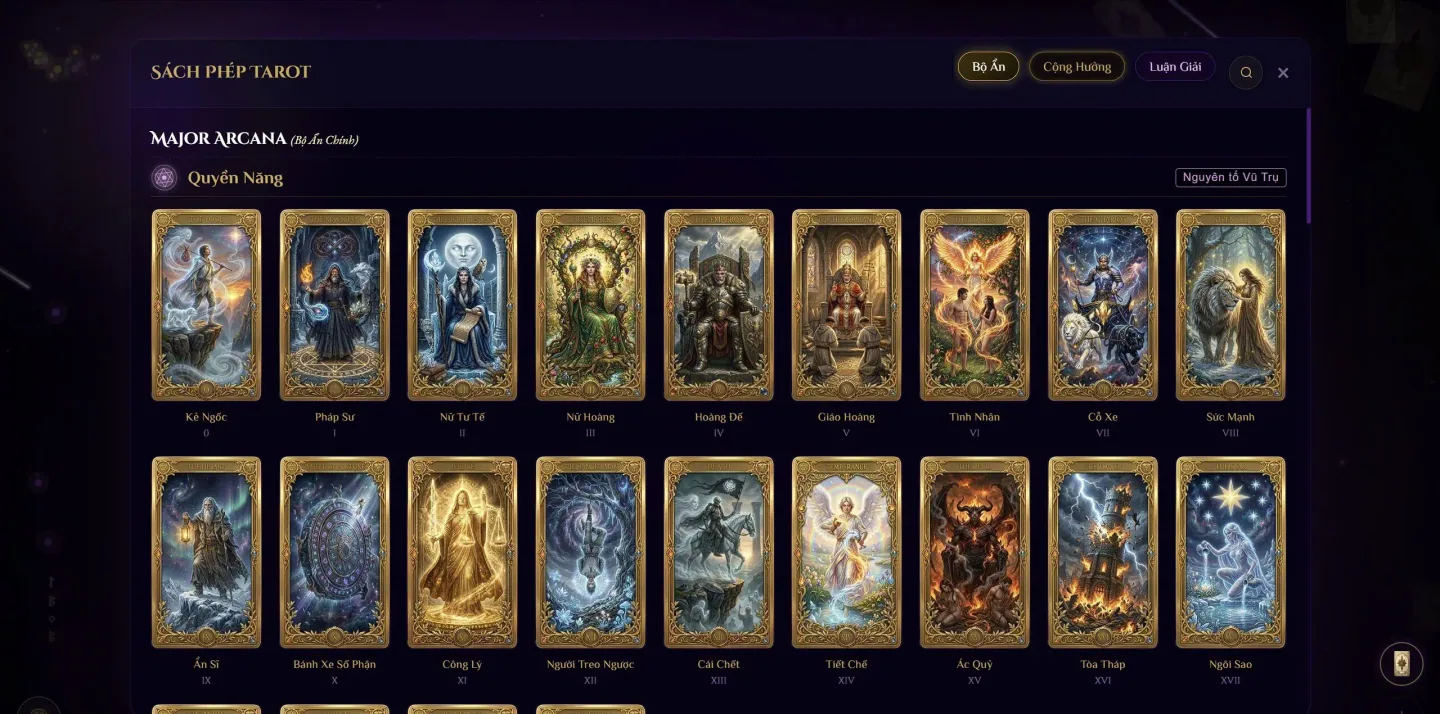 SÁCH PHÉP TAROT
Bộ Ẩn
Cộng Hưởng
Luận Giải
MAJOR ARCANA (Bộ Ẩn Chính)
Quyền Năng
Nguyên tố Vũ Trụ
Kẻ Ngốc
0
Pháp Sư
I
Nữ Tư Tế
II
Nữ Hoàng
III
Hoàng Đế
IV
Giáo Hoàng
V
Tình Nhân
VI
Cỗ Xe
VII
Sức Mạnh
VIII
Ẩn Sĩ
IX
Bánh Xe Số Phận
X
Công Lý
XI
Người Treo Ngược
XII
Cái Chết
XIII
Tiết Chế
XIV
Ác Quỷ
XV
Tòa Tháp
XVI
Ngôi Sao
XVII